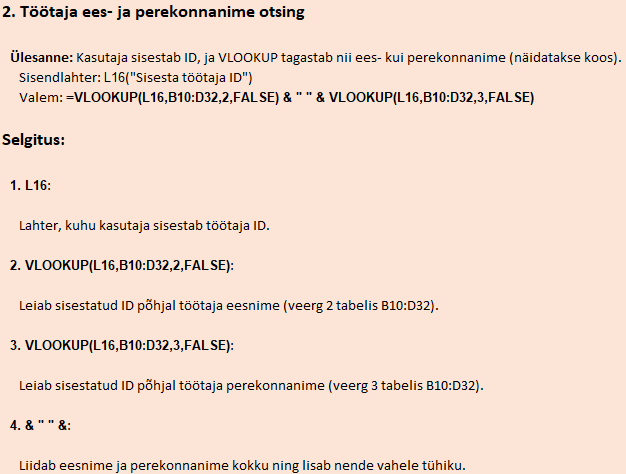 2. Töötaja ees- ja perekonnanime otsing
Ülesanne: Kasutaja sisestab ID, ja VLOOKUP tagastab nii ees- kui perekonnanime (näidatakse koos).
Sisendlahter: L16("Sisesta töötaja ID")
Valem: =VLOOKUP(L16,B10:D32,2,FALSE) & " " & VLOOKUP(L16,B10:D32,3,FALSE)
Selgitus:
1. L16:
Lahter, kuhu kasutaja sisestab töötaja ID.
2. VLOOKUP(L16,B10:D32,2,FALSE):
Leiab sisestatud ID põhjal töötaja eesnime (veerg 2 tabelis B10:D32).
3. VLOOKUP(L16,B10:D32,3,FALSE):
Leiab sisestatud ID põhjal töötaja perekonnanime (veerg 3 tabelis B10:D32).
4. & " " &:
Liidab eesnime ja perekonnanime kokku ning lisab nende vahele tühiku.